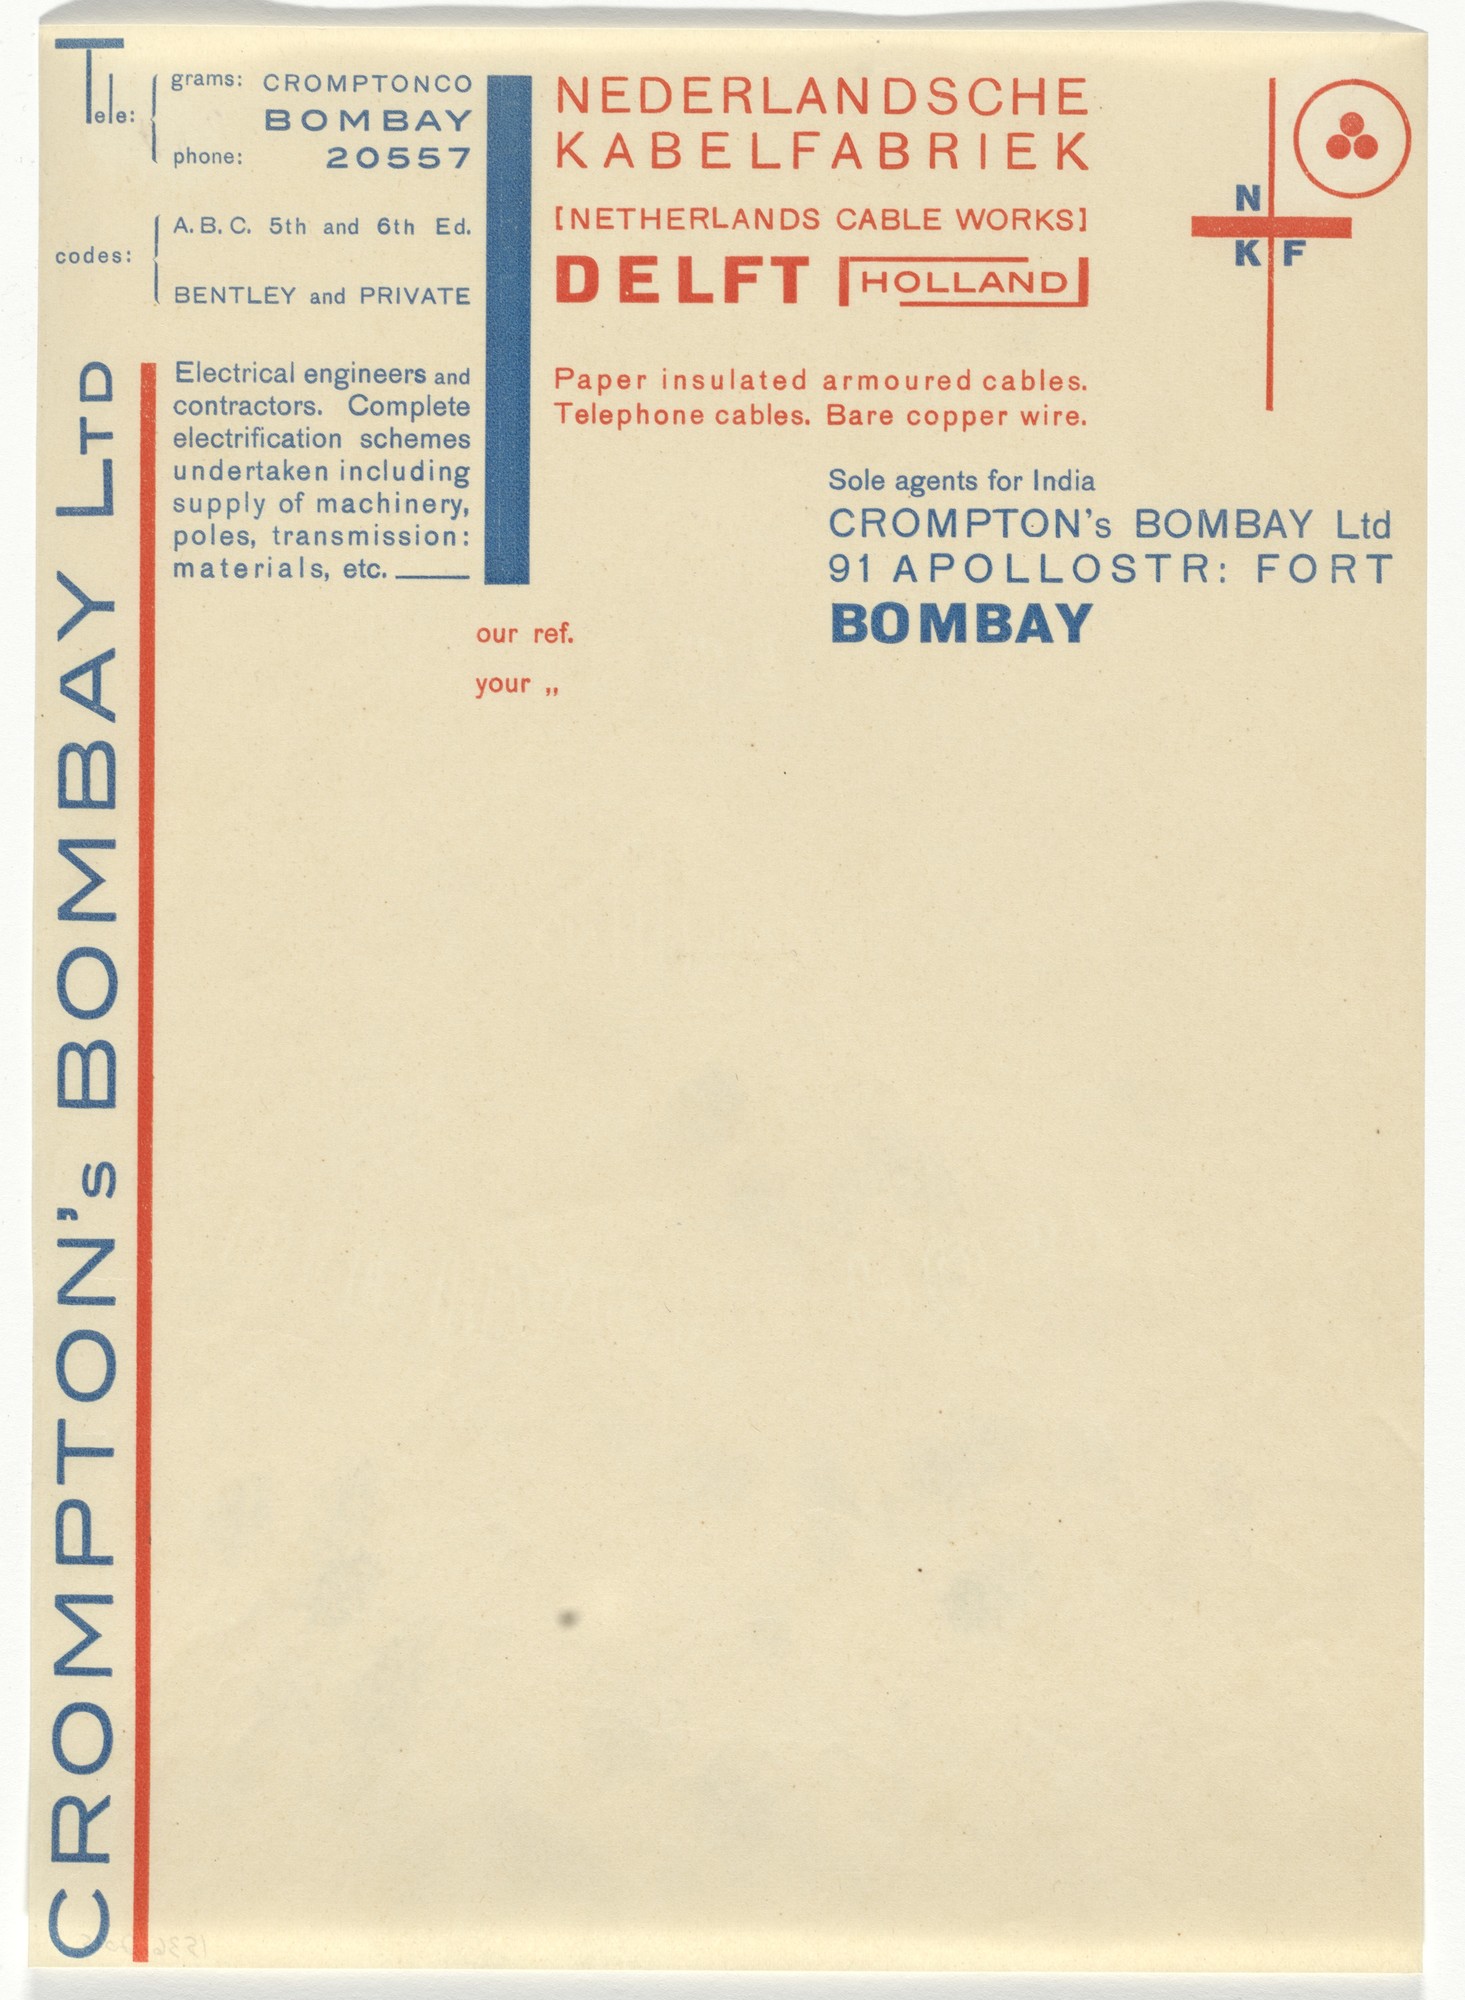 Tele:
grams: CROMPTONCO
BOMBAY
phone: 20557
codes:
A.B.C. 5th and 6th Ed.
BENTLEY and PRIVATE
Electrical engineers and
contractors. Complete
electrification schemes
undertaken including
supply of machinery,
poles, transmission:
materials, etc.
CROMPTON's BOMBAY LTD
NEDERLANDSCHE
KABELFABRIEK
[NETHERLANDS CABLE WORKS]
DELFT [HOLLAND]
Paper insulated armoured cables.
Telephone cables. Bare copper wire.
N
K F
Sole agents for India
CROMPTON's BOMBAY Ltd
91 APOLLOSTR: FORT
BOMBAY
our ref.
your „